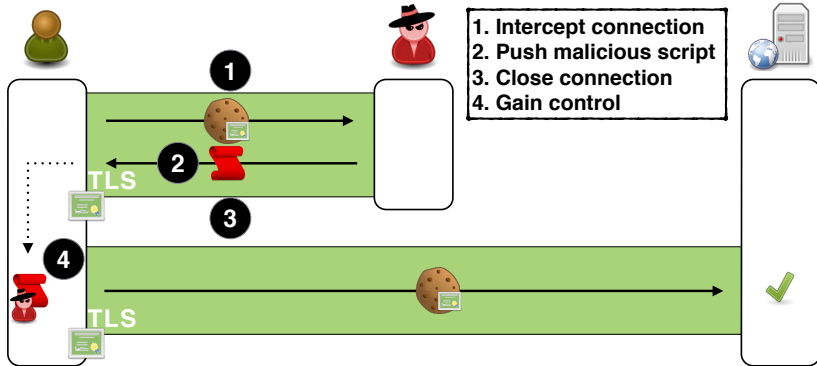 1. Intercept connection
2. Push malicious script
3. Close connection
4. Gain control
1
2
TLS
3
4
TLS